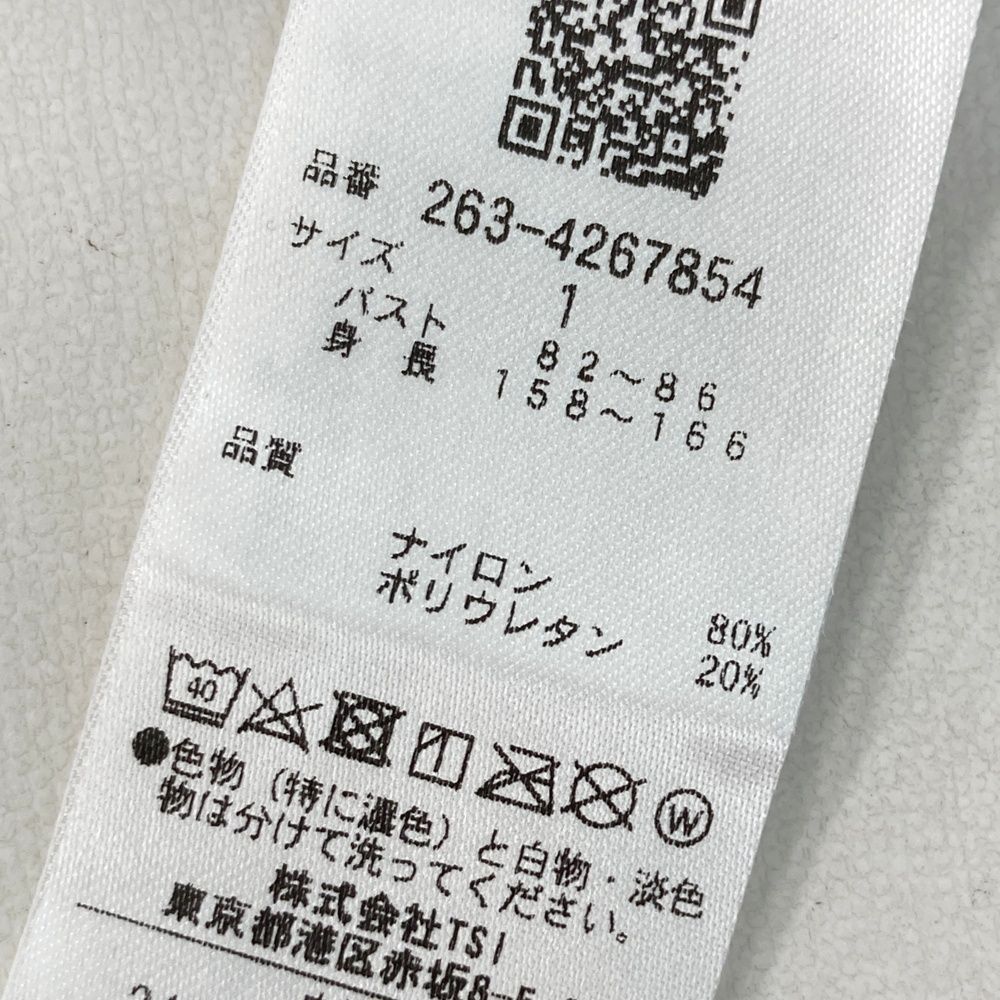 品番 263-4267854
サイズ 1
バスト 82～86
身長 158～166
品質
ナイロン 80%
ポリウレタン 20%
40
W
●色物（特に濃色）と白物・淡色
物は分けて洗ってください。
株式会社TSI
東京都港区赤坂8-5